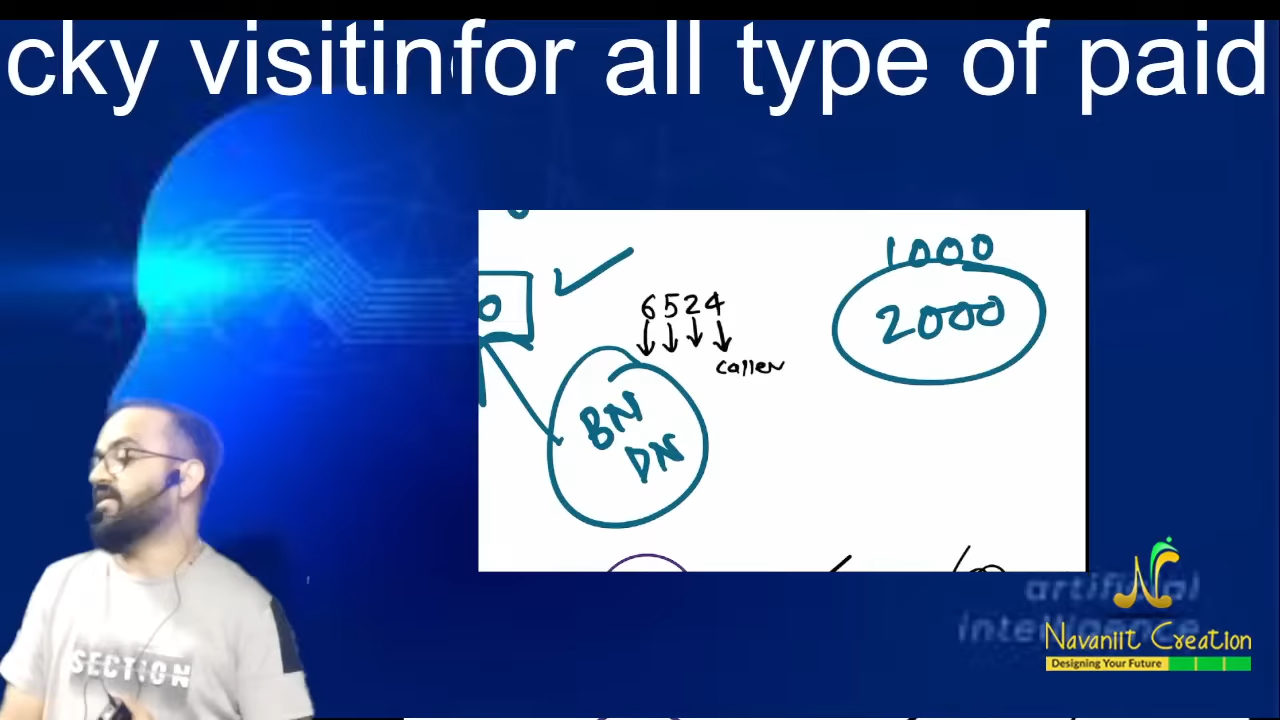 cky visitinfor all type of paid
1000
2000
6524
caller
BN
DN
SECTION
artificial
intelligence
Navaniit Creation
Designing Your Future